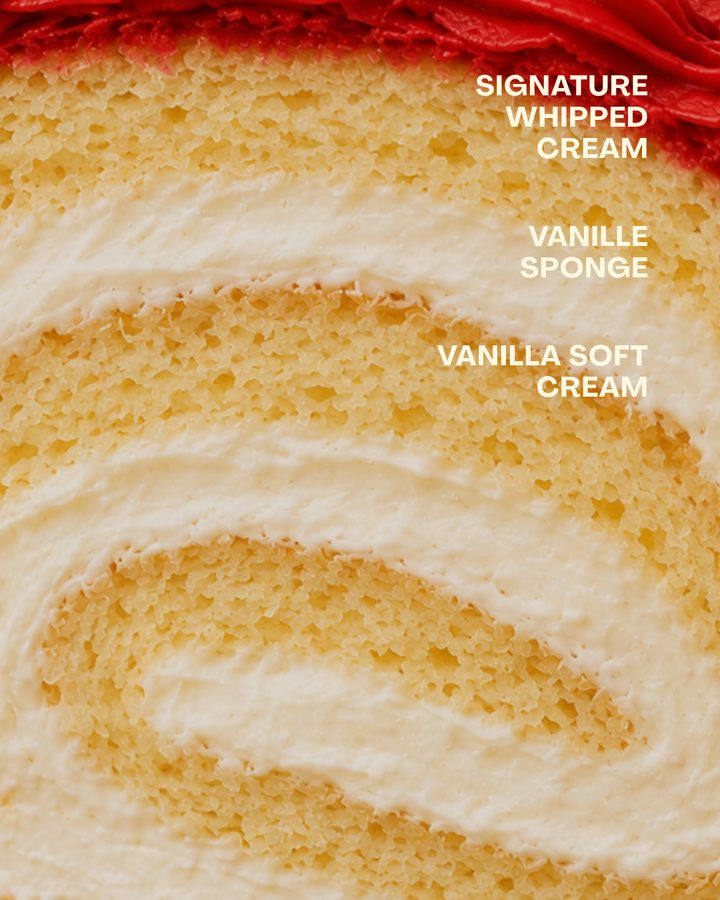 SIGNATURE
WHIPPED
CREAM
VANILLE
SPONGE
VANILLA SOFT
CREAM